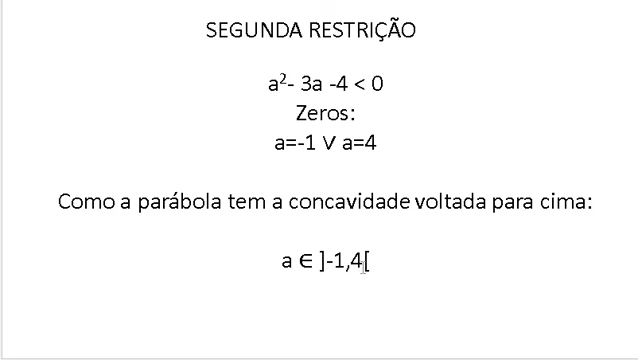 SEGUNDA RESTRIÇÃO
a²- 3a -4 < 0
Zeros:
a=-1 V a=4
Como a parábola tem a concavidade voltada para cima:
a ∈ ]-1,4[